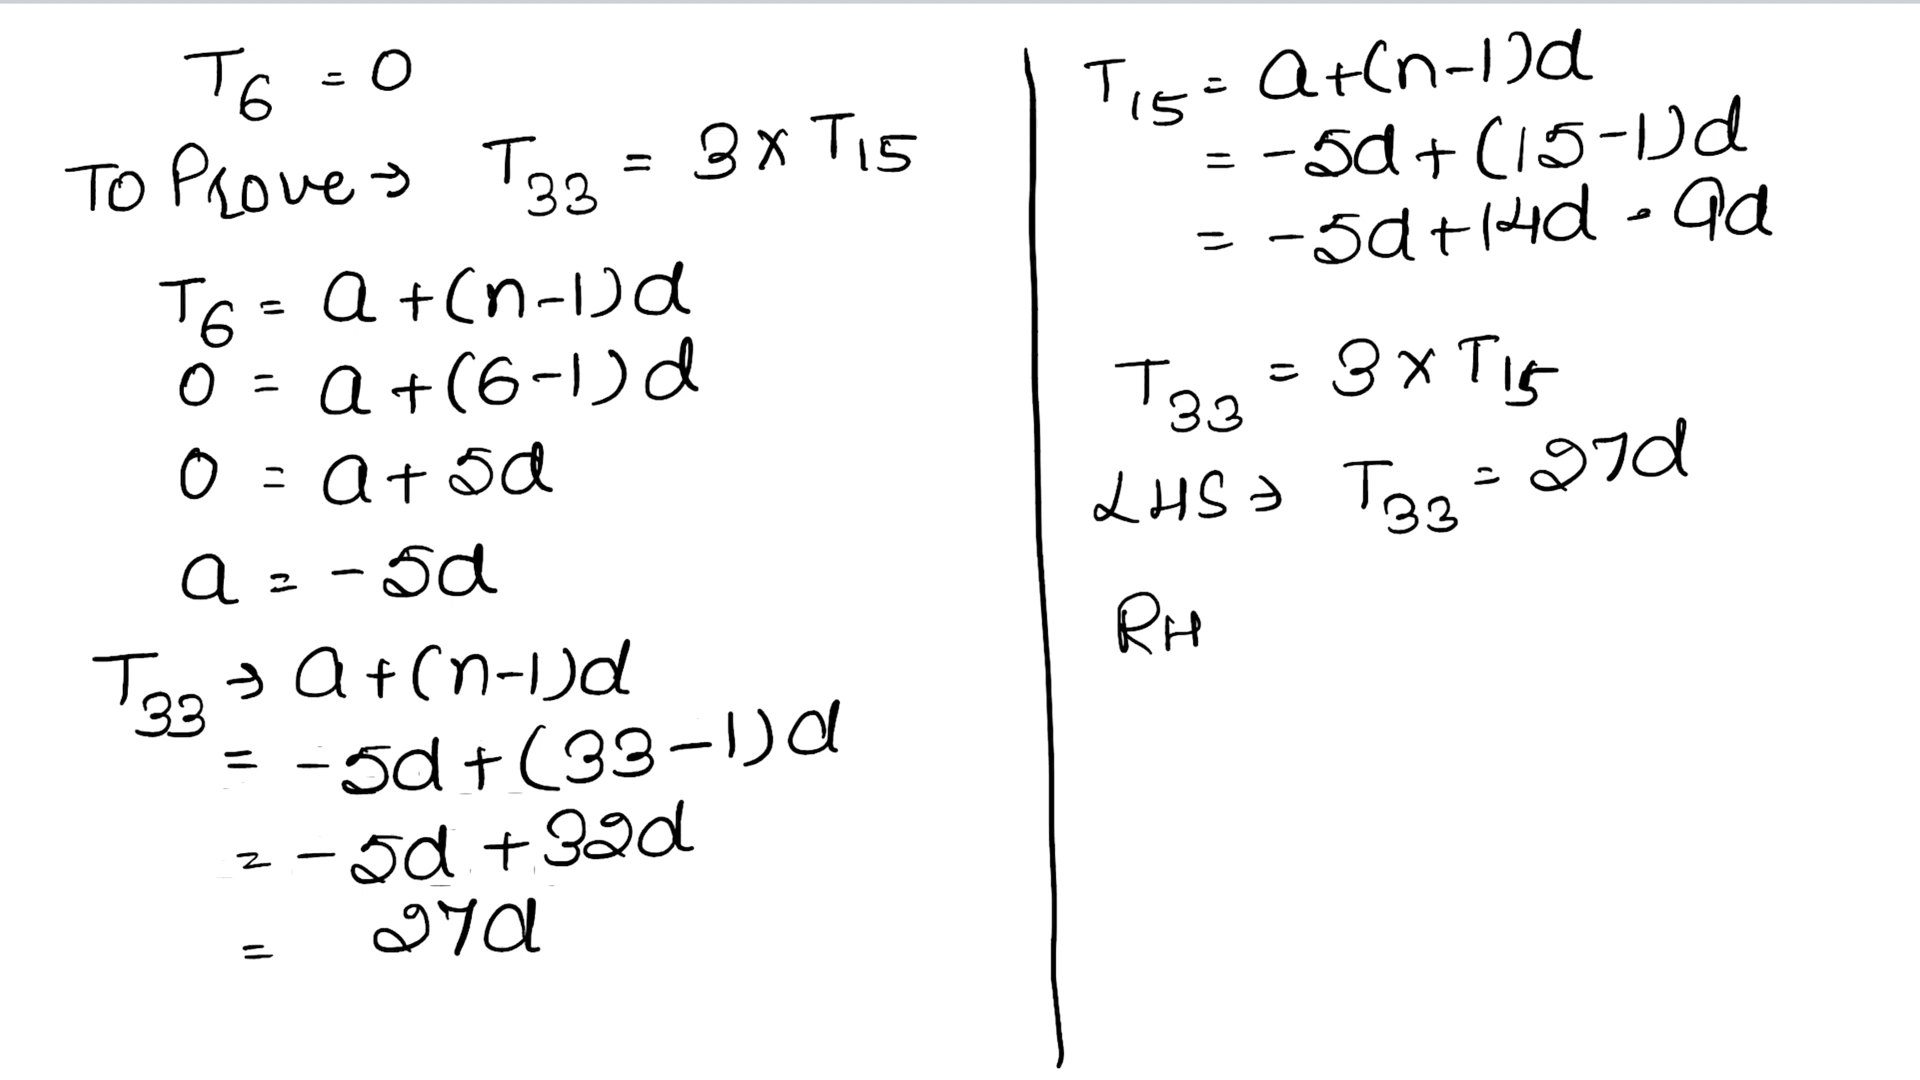 T6 = 0
TO Prove → T33 = 3 x T15
T6 = a + (n-1)d
0 = a + (6-1)d
0 = a + 5d
a = -5d
T33 → a + (n-1)d
= -5d + (33-1)d
= -5d + 32d
= 27d
T15 = a+(n-1)d
= -5d + (15-1)d
= -5d + 14d = 9d
T33 = 3 x T15
LHS → T33 = 27d
RH